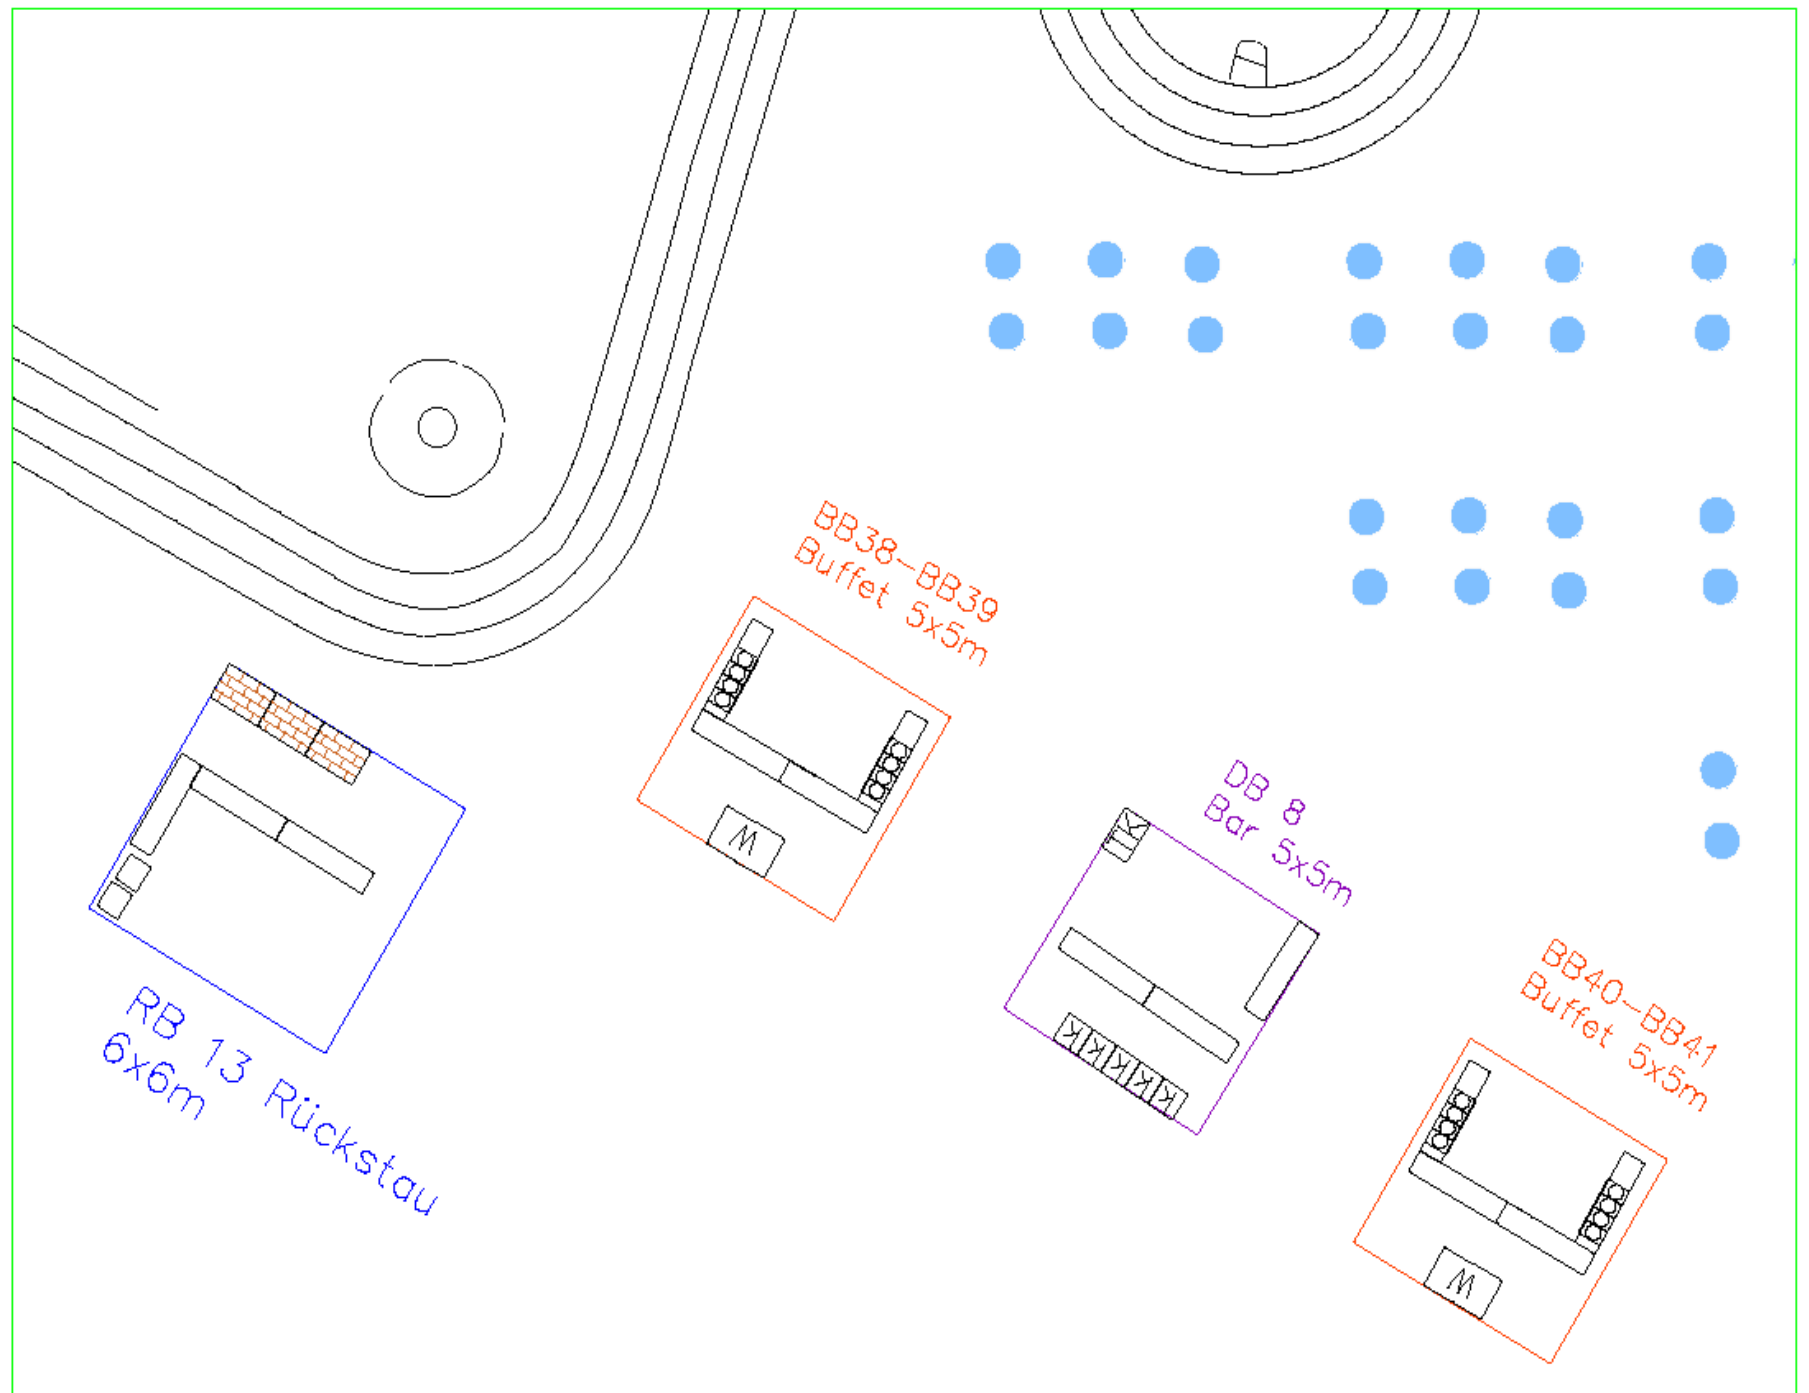 BB38-BB39
Buffet 5x5m
W
DB 8
Bar 5x5m
TK
K K K K K
RB 13 Rückstau
6x6m
BB40-BB41
Buffet 5x5m
W